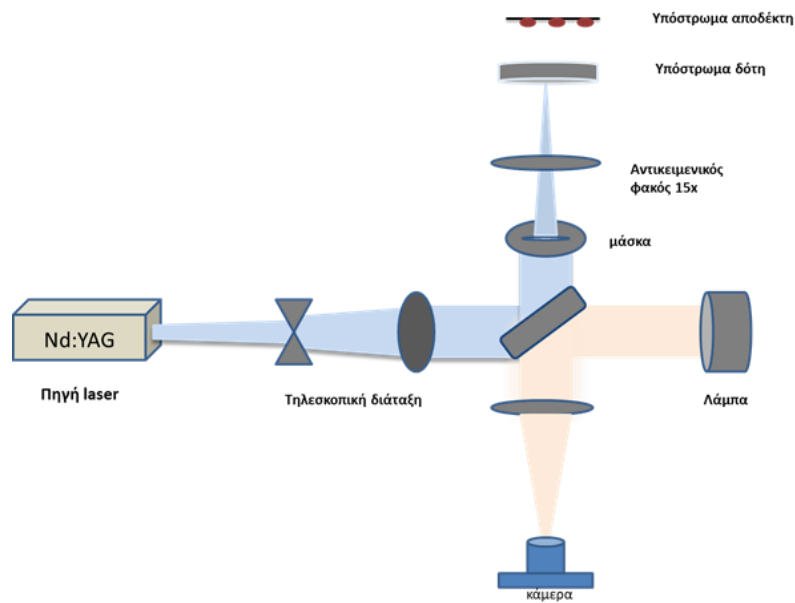 Υπόστρωμα αποδέκτη
Υπόστρωμα δότη
Αντικειμενικός
φακός 15x
μάσκα
Nd:YAG
Πηγή laser
Τηλεσκοπική διάταξη
Λάμπα
κάμερα